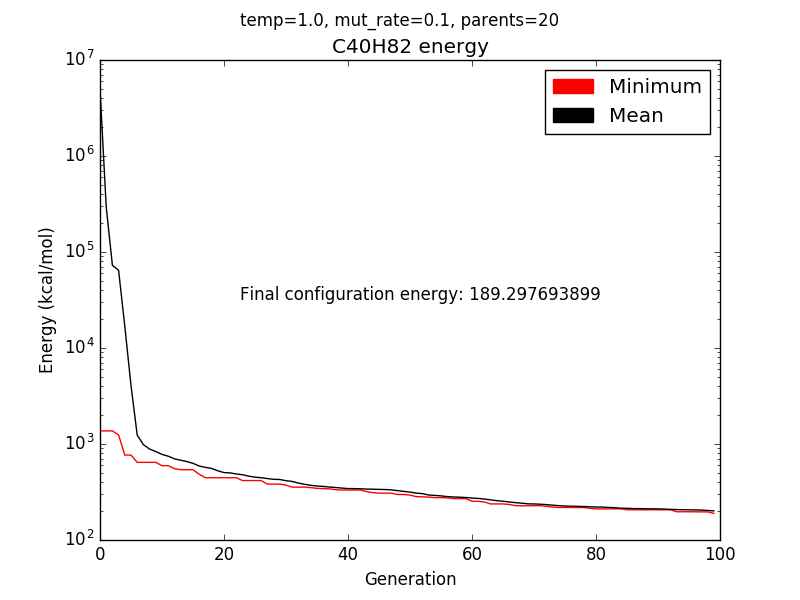 temp=1.0, mut_rate=0.1, parents=20
C40H82 energy
Minimum
Mean
10^7
10^6
10^5
10^4
10^3
10^2
Energy (kcal/mol)
Final configuration energy: 189.297693899
0 20 40 60 80 100
Generation